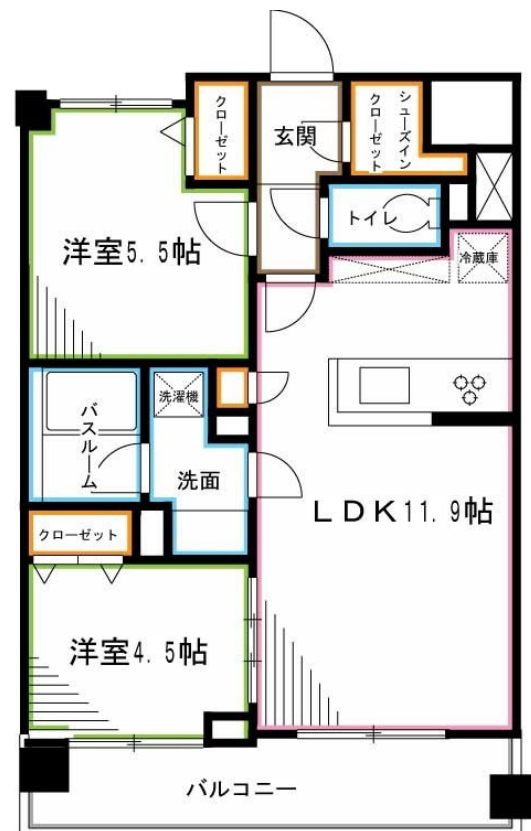 クローゼット
玄関
シューズイン
クローゼット
トイレ
洋室5.5帖
冷蔵庫
バスルーム
洗濯機
洗面
LDK11.9帖
クローゼット
洋室4.5帖
バルコニー